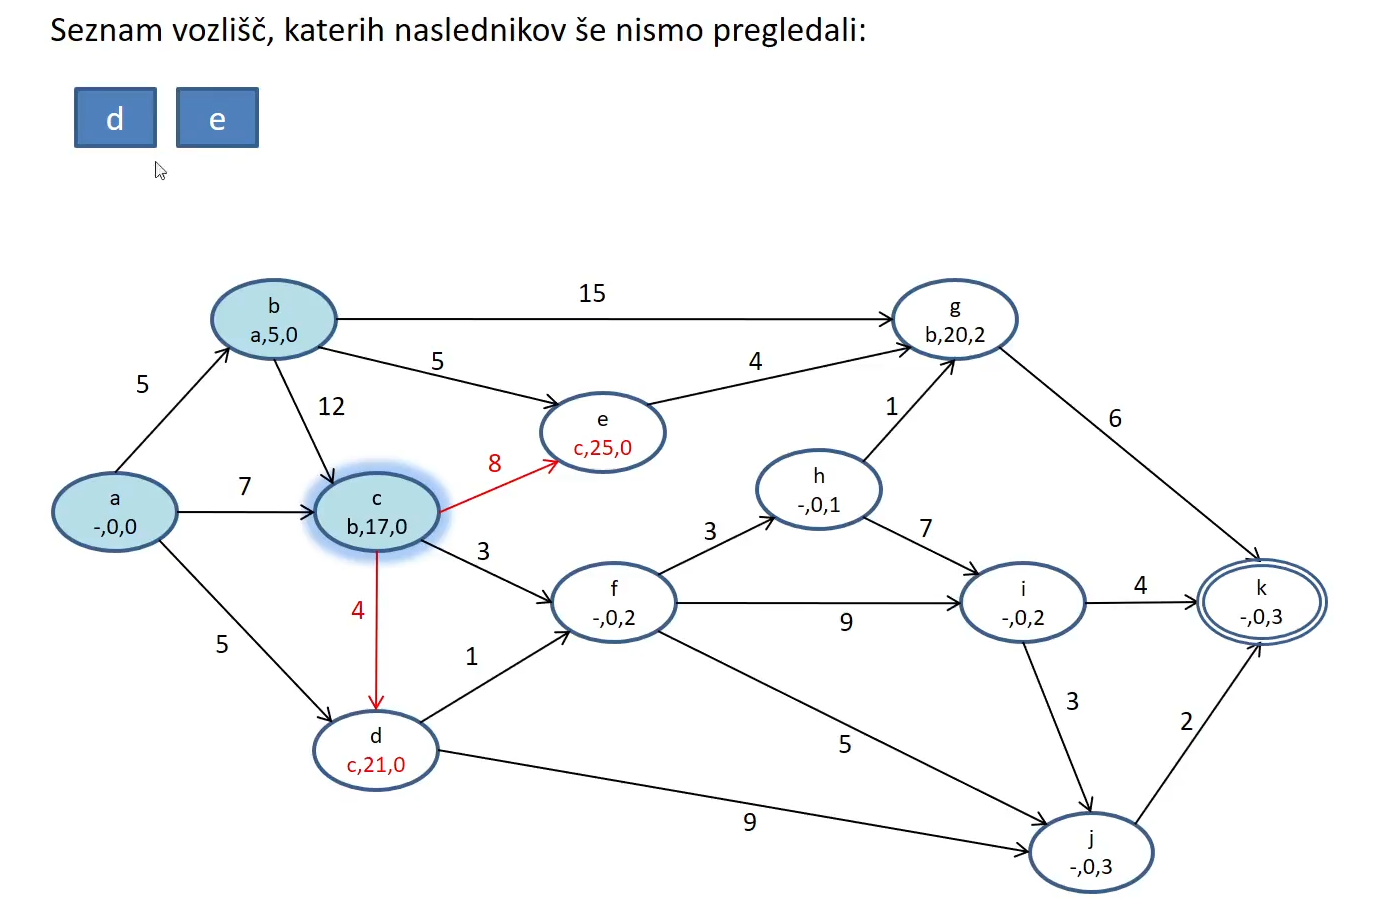 Seznam vozlišč, katerih naslednikov še nismo pregledali:
d
e
b
a,5,0
15
g
b,20,2
5
5
12
4
6
e
c,25,0
1
8
7
a
-,0,0
c
b,17,0
h
-,0,1
3
3
7
4
f
-,0,2
9
i
-,0,2
4
k
-,0,3
5
1
3
2
d
c,21,0
5
9
j
-,0,3